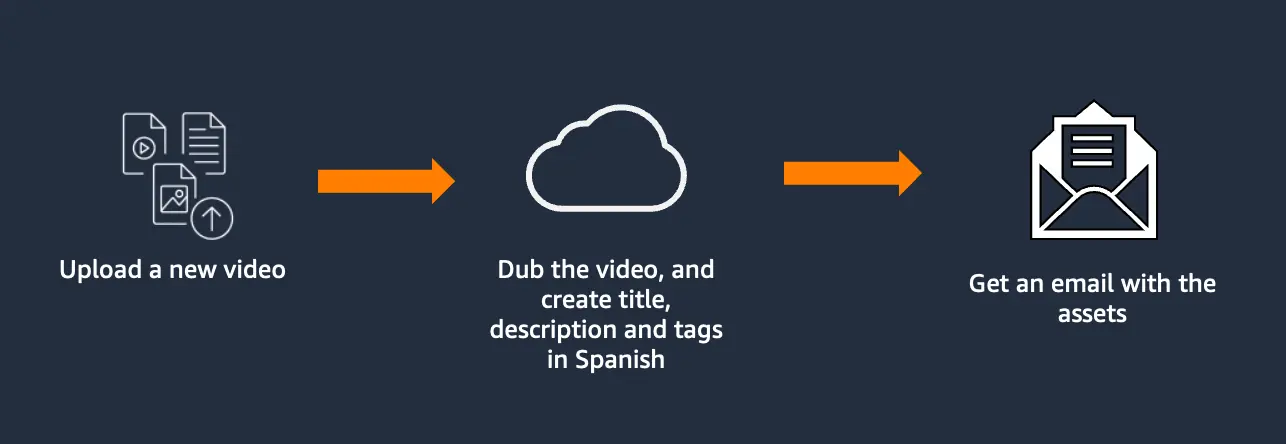 Upload a new video
Dub the video, and
create title,
description and tags
in Spanish
Get an email with the
assets